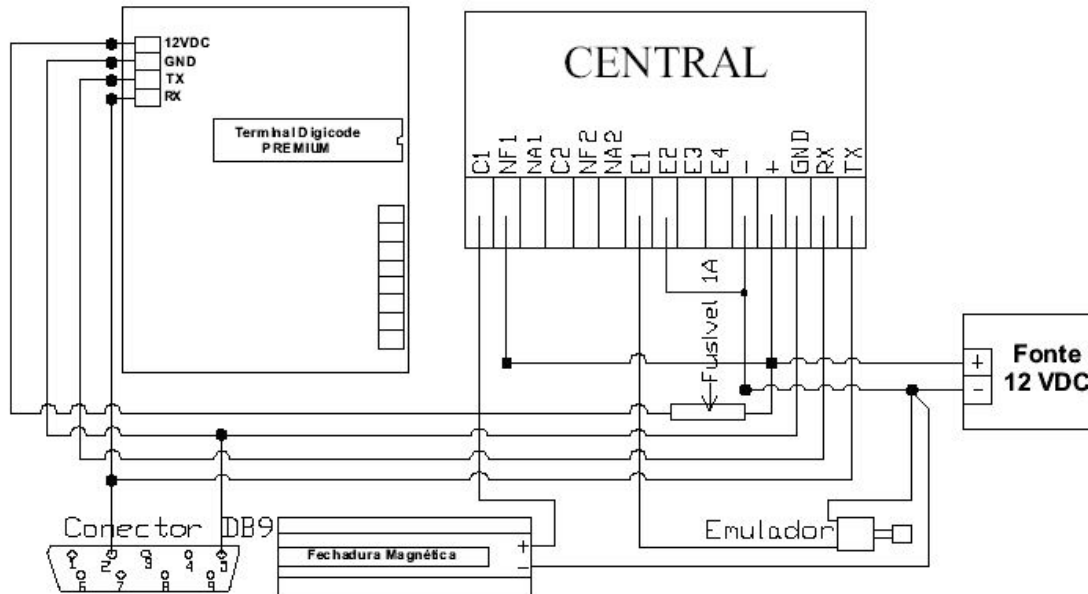 12VDC
GND
TX
RX
Terminal Digicode
PREMIUM
CENTRAL
C1
NF1
NA1
C2
NF2
NA2
E1
E2
E3
E4
-
+
GND
RX
TX
Fusível 1A
+
-
Fonte
12 VDC
Conector DB9
1
2
3
4
5
6
7
8
9
Fechadura Magnética
+
-
Emulador